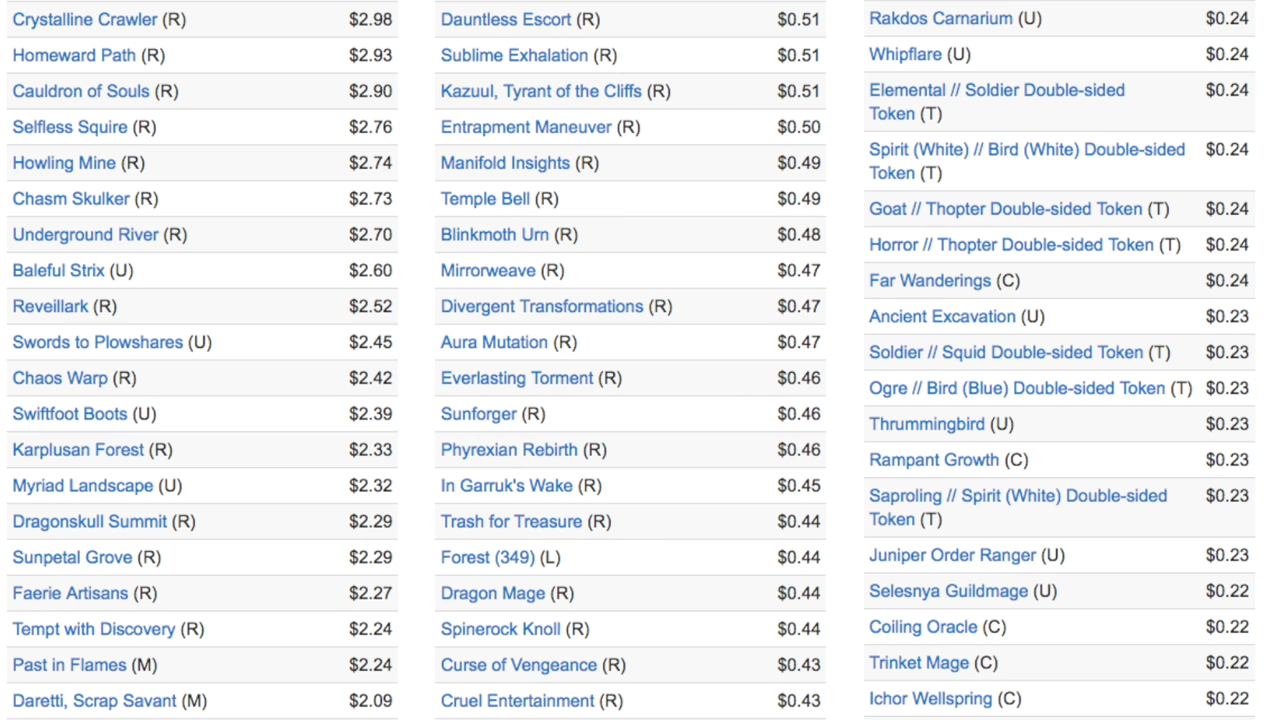 Crystalline Crawler (R) $2.98
Homeward Path (R) $2.93
Cauldron of Souls (R) $2.90
Selfless Squire (R) $2.76
Howling Mine (R) $2.74
Chasm Skulker (R) $2.73
Underground River (R) $2.70
Baleful Strix (U) $2.60
Reveillark (R) $2.52
Swords to Plowshares (U) $2.45
Chaos Warp (R) $2.42
Swiftfoot Boots (U) $2.39
Karplusan Forest (R) $2.33
Myriad Landscape (U) $2.32
Dragonskull Summit (R) $2.29
Sunpetal Grove (R) $2.29
Faerie Artisans (R) $2.27
Tempt with Discovery (R) $2.24
Past in Flames (M) $2.24
Daretti, Scrap Savant (M) $2.09
Dauntless Escort (R) $0.51
Sublime Exhalation (R) $0.51
Kazuul, Tyrant of the Cliffs (R) $0.51
Entrapment Maneuver (R) $0.50
Manifold Insights (R) $0.49
Temple Bell (R) $0.49
Blinkmoth Urn (R) $0.48
Mirrorweave (R) $0.47
Divergent Transformations (R) $0.47
Aura Mutation (R) $0.47
Everlasting Torment (R) $0.46
Sunforger (R) $0.46
Phyrexian Rebirth (R) $0.46
In Garruk's Wake (R) $0.45
Trash for Treasure (R) $0.44
Forest (349) (L) $0.44
Dragon Mage (R) $0.44
Spinerock Knoll (R) $0.44
Curse of Vengeance (R) $0.43
Cruel Entertainment (R) $0.43
Rakdos Carnarium (U) $0.24
Whipflare (U) $0.24
Elemental // Soldier Double-sided $0.24
Token (T)
Spirit (White) // Bird (White) Double-sided $0.24
Token (T)
Goat // Thopter Double-sided Token (T) $0.24
Horror // Thopter Double-sided Token (T) $0.24
Far Wanderings (C) $0.24
Ancient Excavation (U) $0.23
Soldier // Squid Double-sided Token (T) $0.23
Ogre // Bird (Blue) Double-sided Token (T) $0.23
Thrummingbird (U) $0.23
Rampant Growth (C) $0.23
Saproling // Spirit (White) Double-sided $0.23
Token (T)
Juniper Order Ranger (U) $0.23
Selesnya Guildmage (U) $0.22
Coiling Oracle (C) $0.22
Trinket Mage (C) $0.22
Ichor Wellspring (C) $0.22